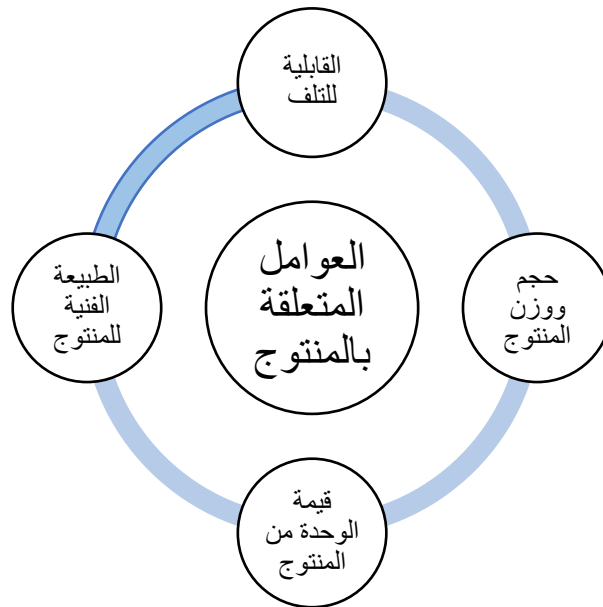 القابلية
للتلف
العوامل
المتعلقة
بالمنتوج
حجم
ووزن
المنتوج
قيمة
الوحدة من
المنتوج
الطبيعة
الفنية
للمنتوج